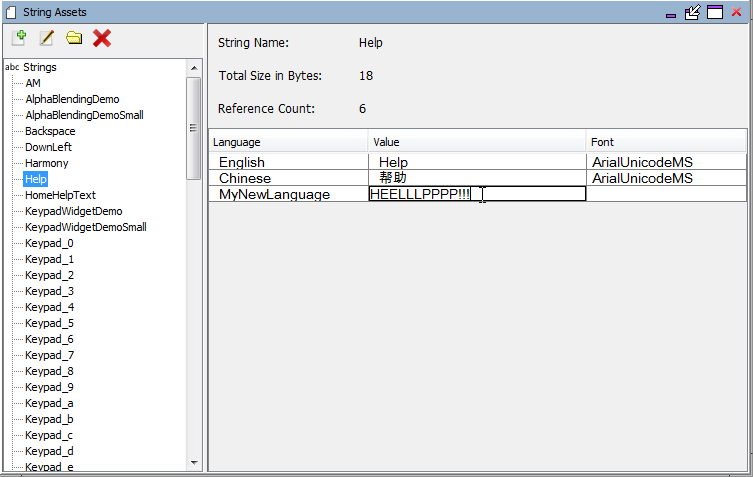 String Assets
abc Strings
AM
AlphaBlendingDemo
AlphaBlendingDemoSmall
Backspace
DownLeft
Harmony
Help
HomeHelpText
KeypadWidgetDemo
KeypadWidgetDemoSmall
Keypad_0
Keypad_1
Keypad_2
Keypad_3
Keypad_4
Keypad_5
Keypad_6
Keypad_7
Keypad_8
Keypad_9
Keypad_a
Keypad_b
Keypad_c
Keypad_d
Keypad_e
String Name: Help
Total Size in Bytes: 18
Reference Count: 6
Language Value Font
English Help ArialUnicodeMS
Chinese 帮助 ArialUnicodeMS
MyNewLanguage HEELLLPPPP!!!